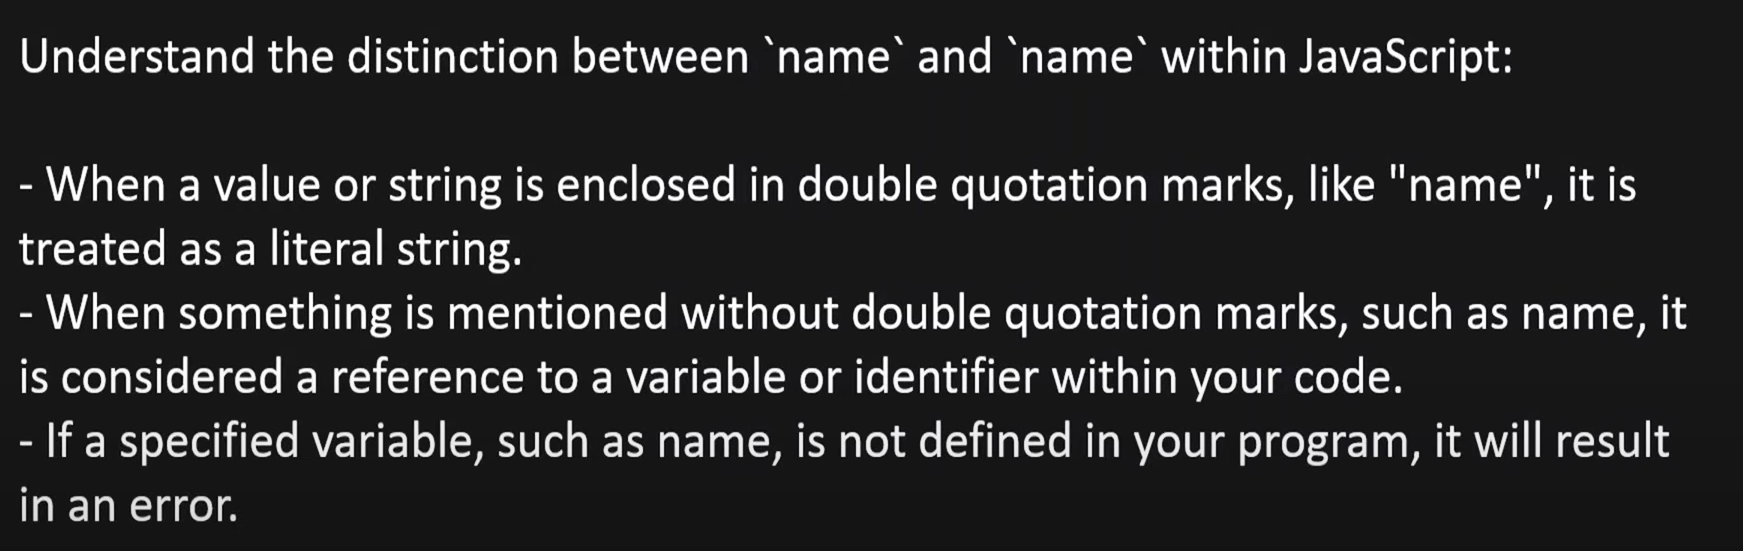 Understand the distinction between `name` and `name` within JavaScript:
- When a value or string is enclosed in double quotation marks, like "name", it is
treated as a literal string.
- When something is mentioned without double quotation marks, such as name, it
is considered a reference to a variable or identifier within your code.
- If a specified variable, such as name, is not defined in your program, it will result
in an error.